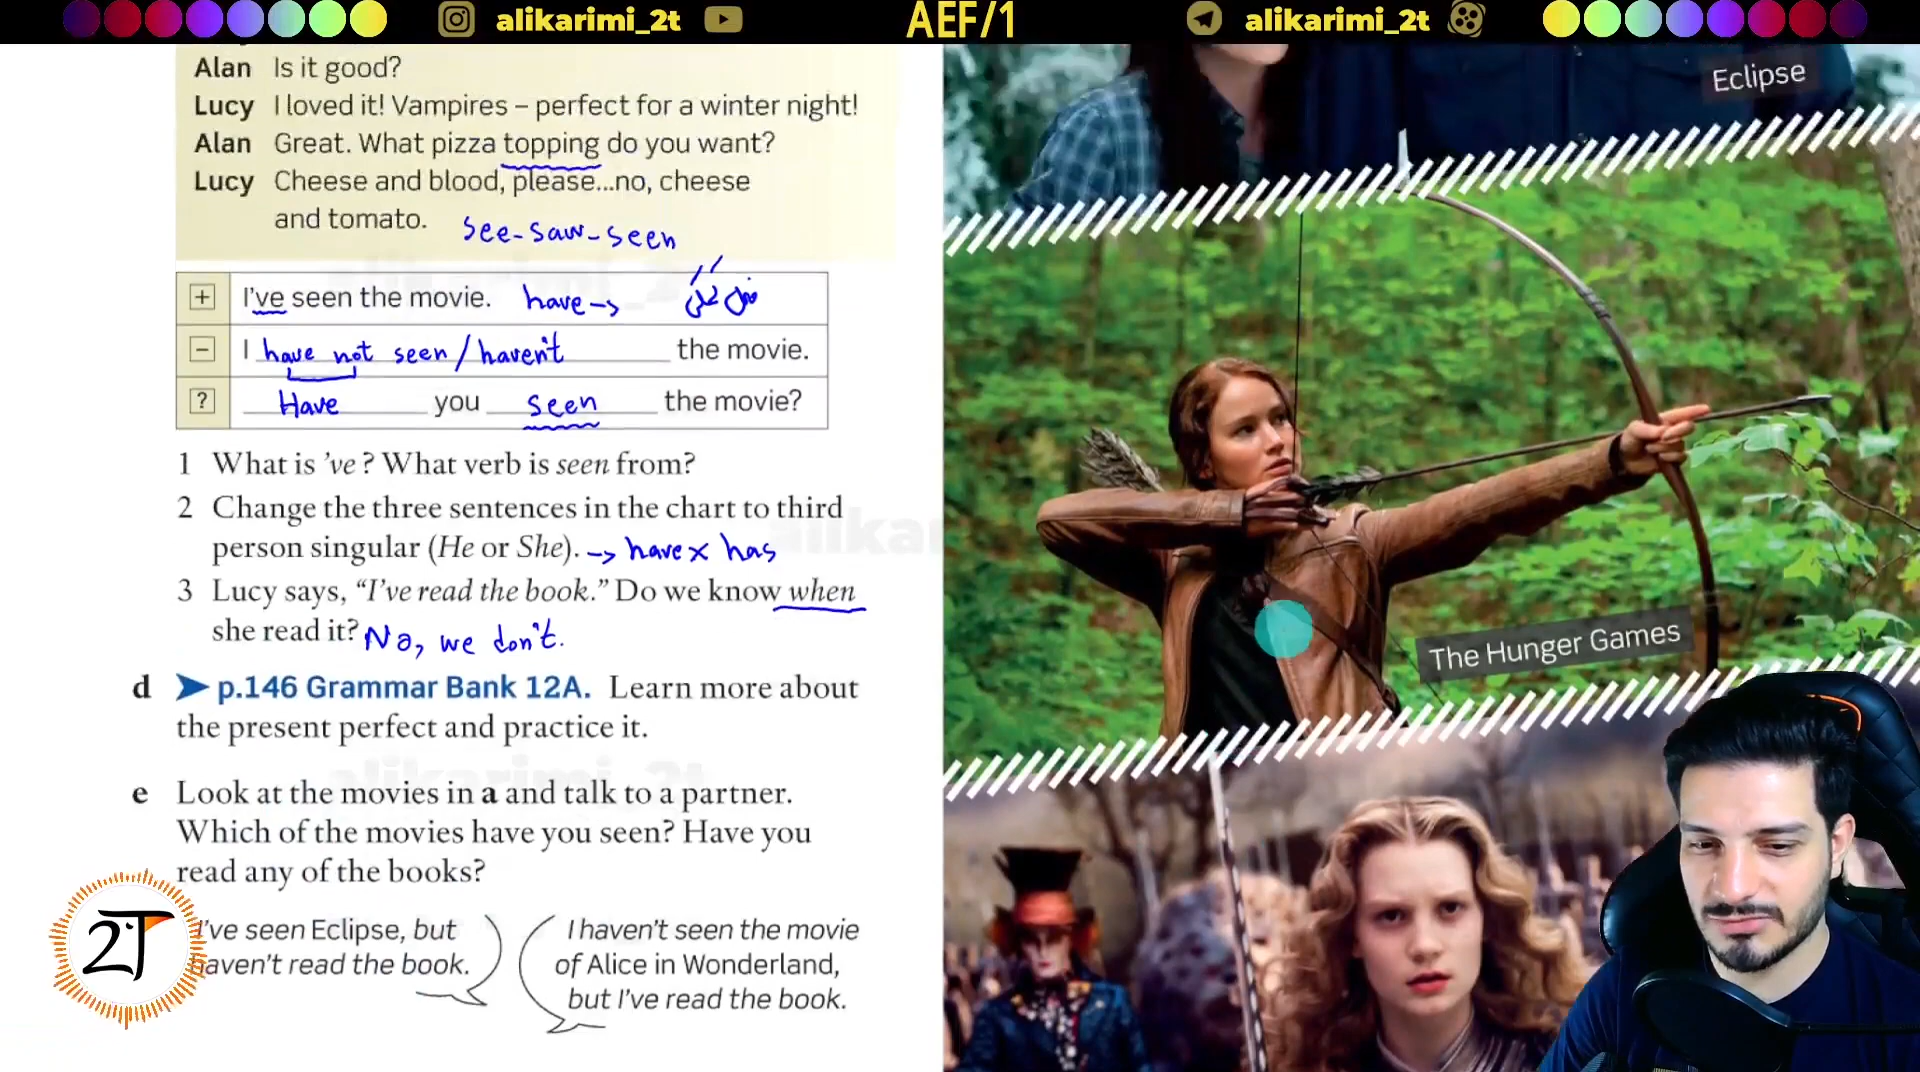 alikarimi_2t
AEF/1
alikarimi_2t
Alan Is it good?
Lucy I loved it! Vampires – perfect for a winter night!
Alan Great. What pizza topping do you want?
Lucy Cheese and blood, please...no, cheese
and tomato.
see-saw-seen
+ I've seen the movie. have→
− I have not seen / haven't the movie.
? Have you seen the movie?
1 What is 've? What verb is seen from?
2 Change the three sentences in the chart to third
person singular (He or She). → have x has
3 Lucy says, “I've read the book.” Do we know when
she read it? No, we don't.
d p.146 Grammar Bank 12A. Learn more about
the present perfect and practice it.
e Look at the movies in a and talk to a partner.
Which of the movies have you seen? Have you
read any of the books?
I've seen Eclipse, but
haven't read the book.
I haven't seen the movie
of Alice in Wonderland,
but I've read the book.
Eclipse
The Hunger Games
2T